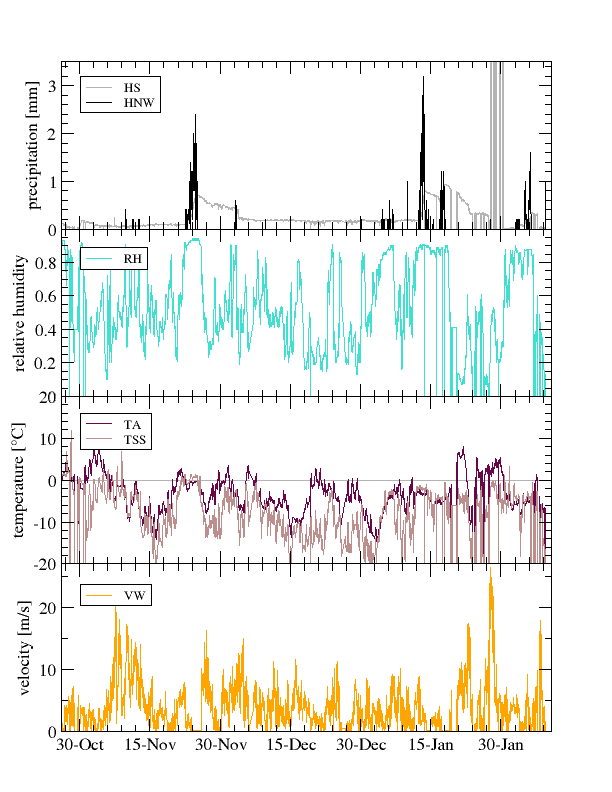 precipitation [mm]
3
2
1
0
HS
HNW
relative humidity
0.8
0.6
0.4
0.2
RH
temperature [°C]
20
10
0
-10
-20
TA
TSS
velocity [m/s]
20
10
0
VW
30-Oct 15-Nov 30-Nov 15-Dec 30-Dec 15-Jan 30-Jan